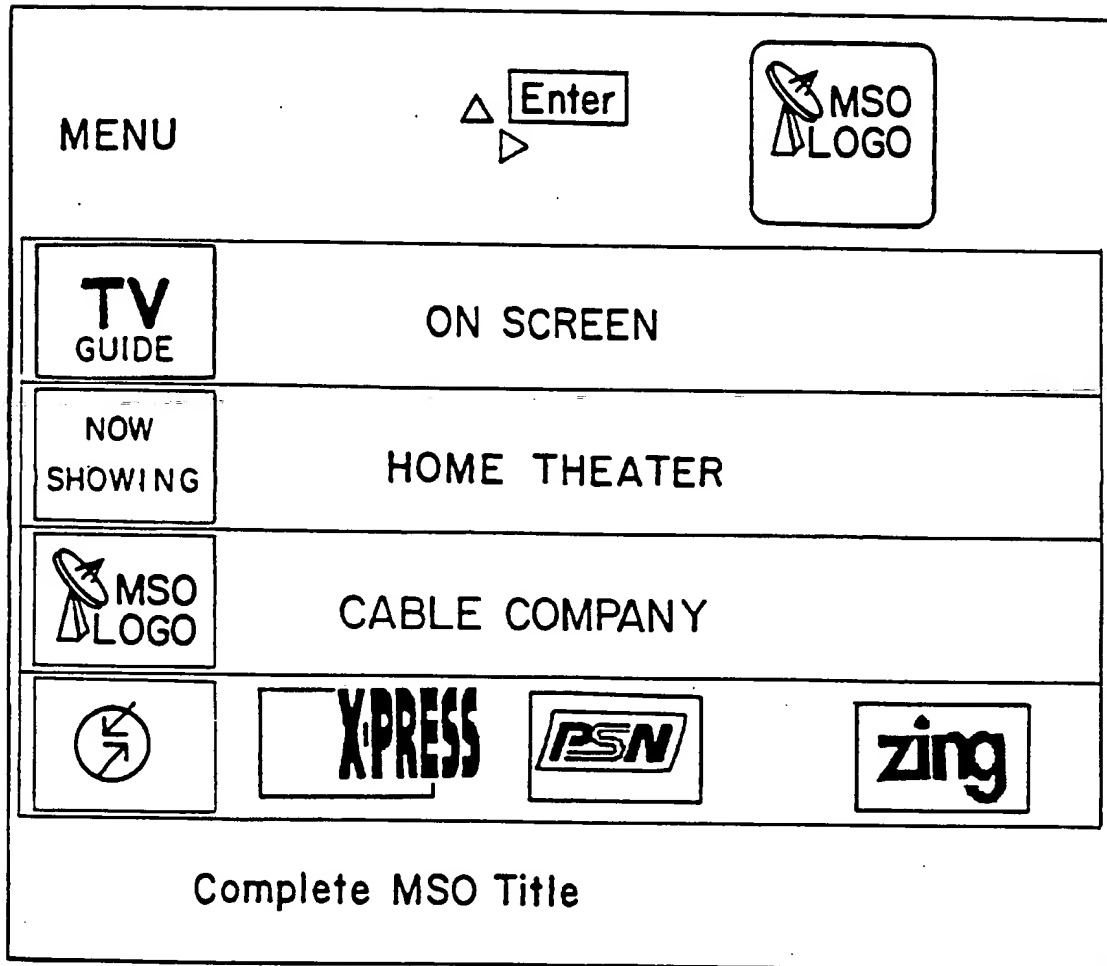 MENU
Enter
MSO
LOGO
TV
GUIDE
ON SCREEN
NOW
SHOWING
HOME THEATER
MSO
LOGO
CABLE COMPANY
X·PRESS
PSN
zing
Complete MSO Title